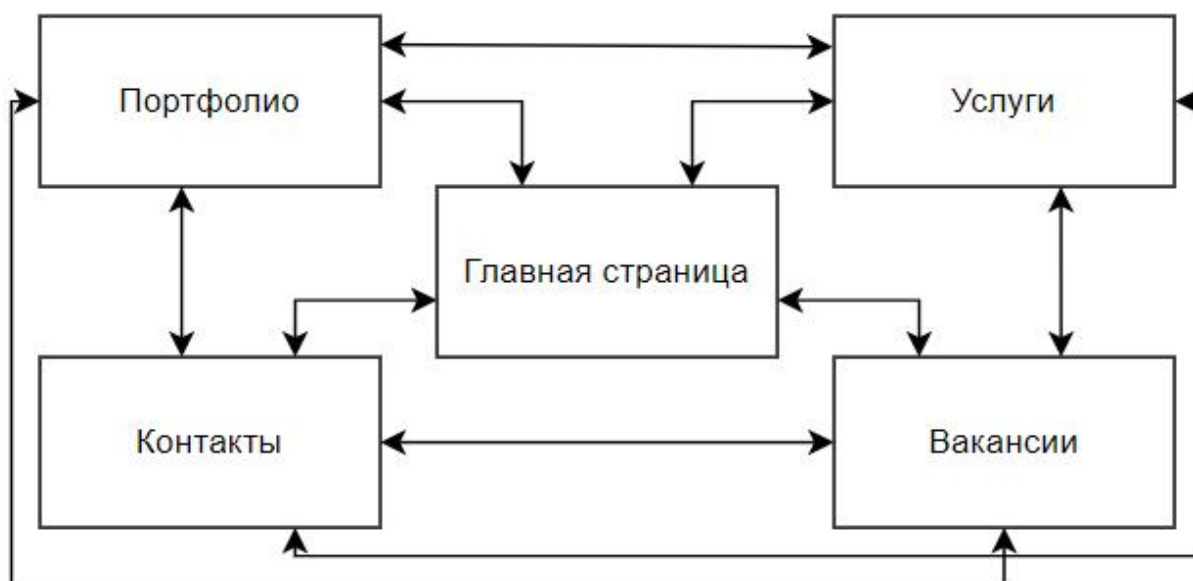 Портфолио
Услуги
Главная страница
Контакты
Вакансии